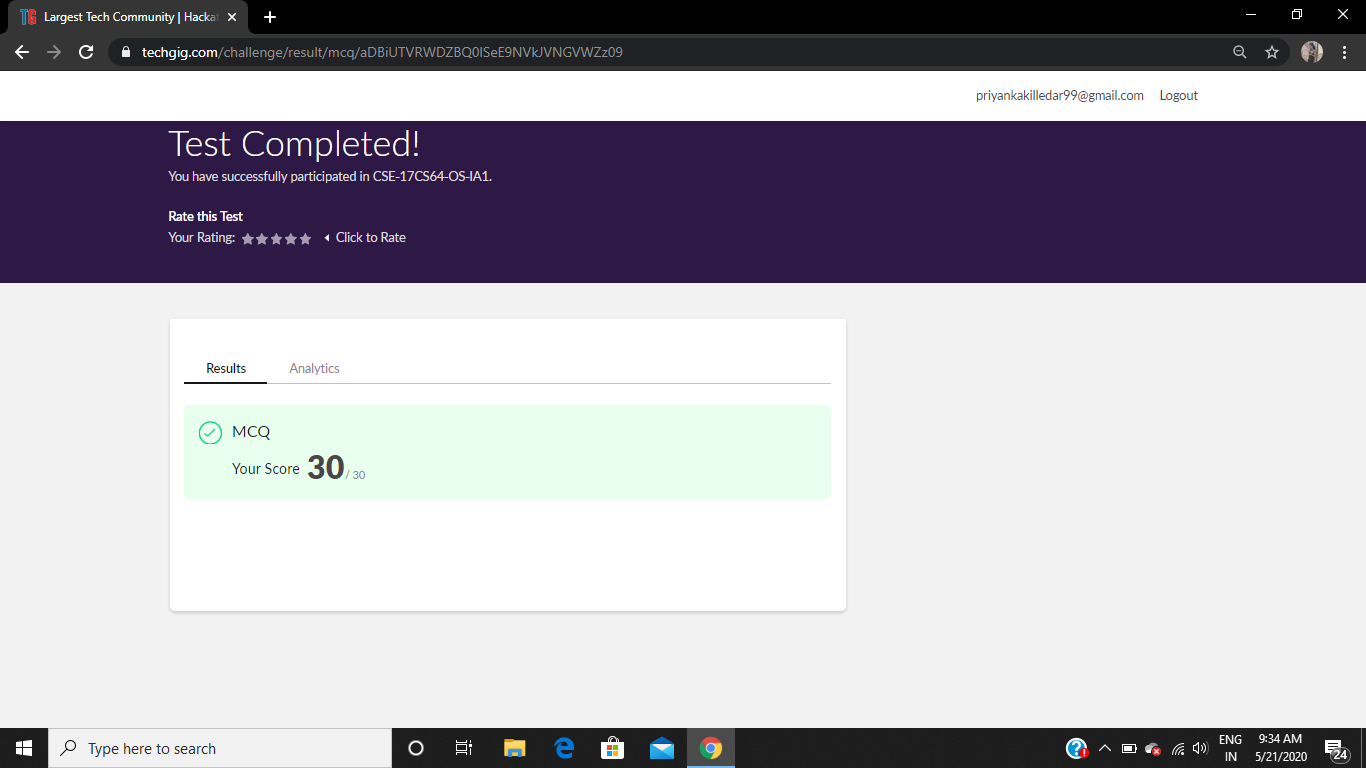 Largest Tech Community | Hacka
techgig.com/challenge/result/mcq/aDBiUTVRWDZBQ0lSeE9NVkJVNGVWZz09
priyankakilledar99@gmail.com Logout
Test Completed!
You have successfully participated in CSE-17CS64-OS-IA1.
Rate this Test
Your Rating: Click to Rate
Results Analytics
MCQ
Your Score 30 / 30
Type here to search
ENG
IN
9:34 AM
5/21/2020
24